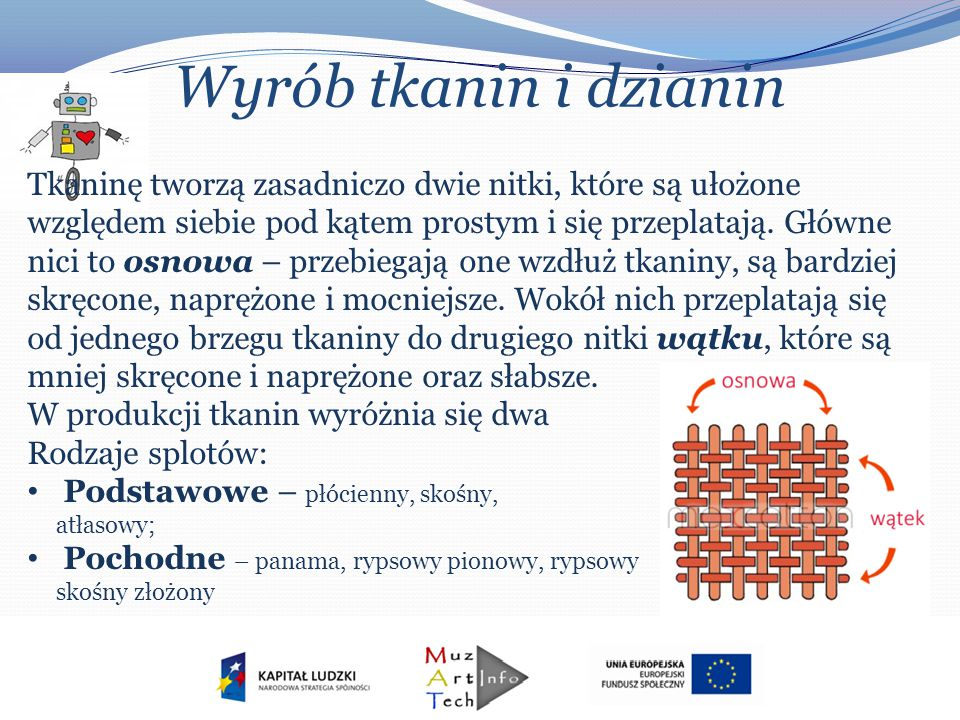 Wyrób tkanin i dzianin
Tkaninę tworzą zasadniczo dwie nitki, które są ułożone
względem siebie pod kątem prostym i się przeplatają. Główne
nici to osnowa – przebiegają one wzdłuż tkaniny, są bardziej
skręcone, naprężone i mocniejsze. Wokół nich przeplatają się
od jednego brzegu tkaniny do drugiego nitki wątku, które są
mniej skręcone i naprężone oraz słabsze.
W produkcji tkanin wyróżnia się dwa
Rodzaje splotów:
• Podstawowe – płócienny, skośny,
atłasowy;
• Pochodne – panama, rypsowy pionowy, rypsowy
skośny złożony
osnowa
wątek
KAPITAŁ LUDZKI
NARODOWA STRATEGIA SPÓJNOŚCI
Muz
Art Info
Tech
UNIA EUROPEJSKA
EUROPEJSKI
FUNDUSZ SPOŁECZNY